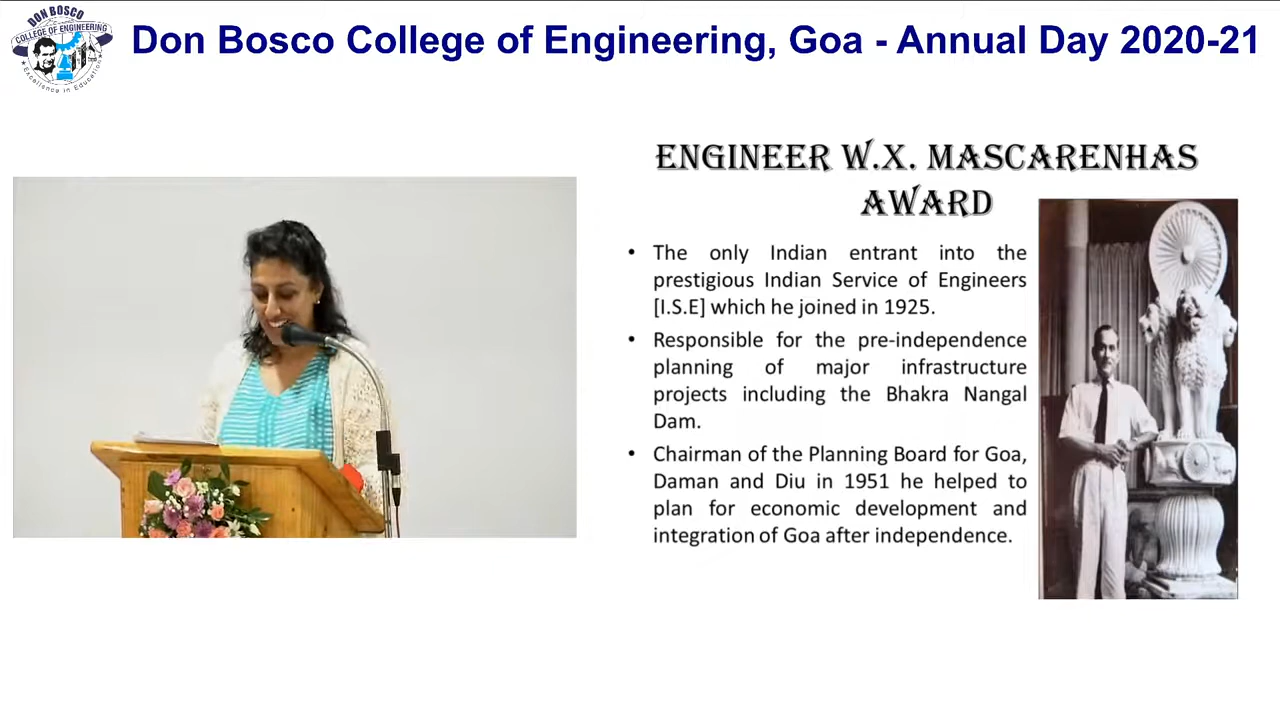 DON BOSCO
COLLEGE OF ENGINEERING
Excellence in Education
Don Bosco College of Engineering, Goa - Annual Day 2020-21
ENGINEER W.X. MASCARENHAS
AWARD
• The only Indian entrant into the
prestigious Indian Service of Engineers
[I.S.E] which he joined in 1925.
• Responsible for the pre-independence
planning of major infrastructure
projects including the Bhakra Nangal
Dam.
• Chairman of the Planning Board for Goa,
Daman and Diu in 1951 he helped to
plan for economic development and
integration of Goa after independence.